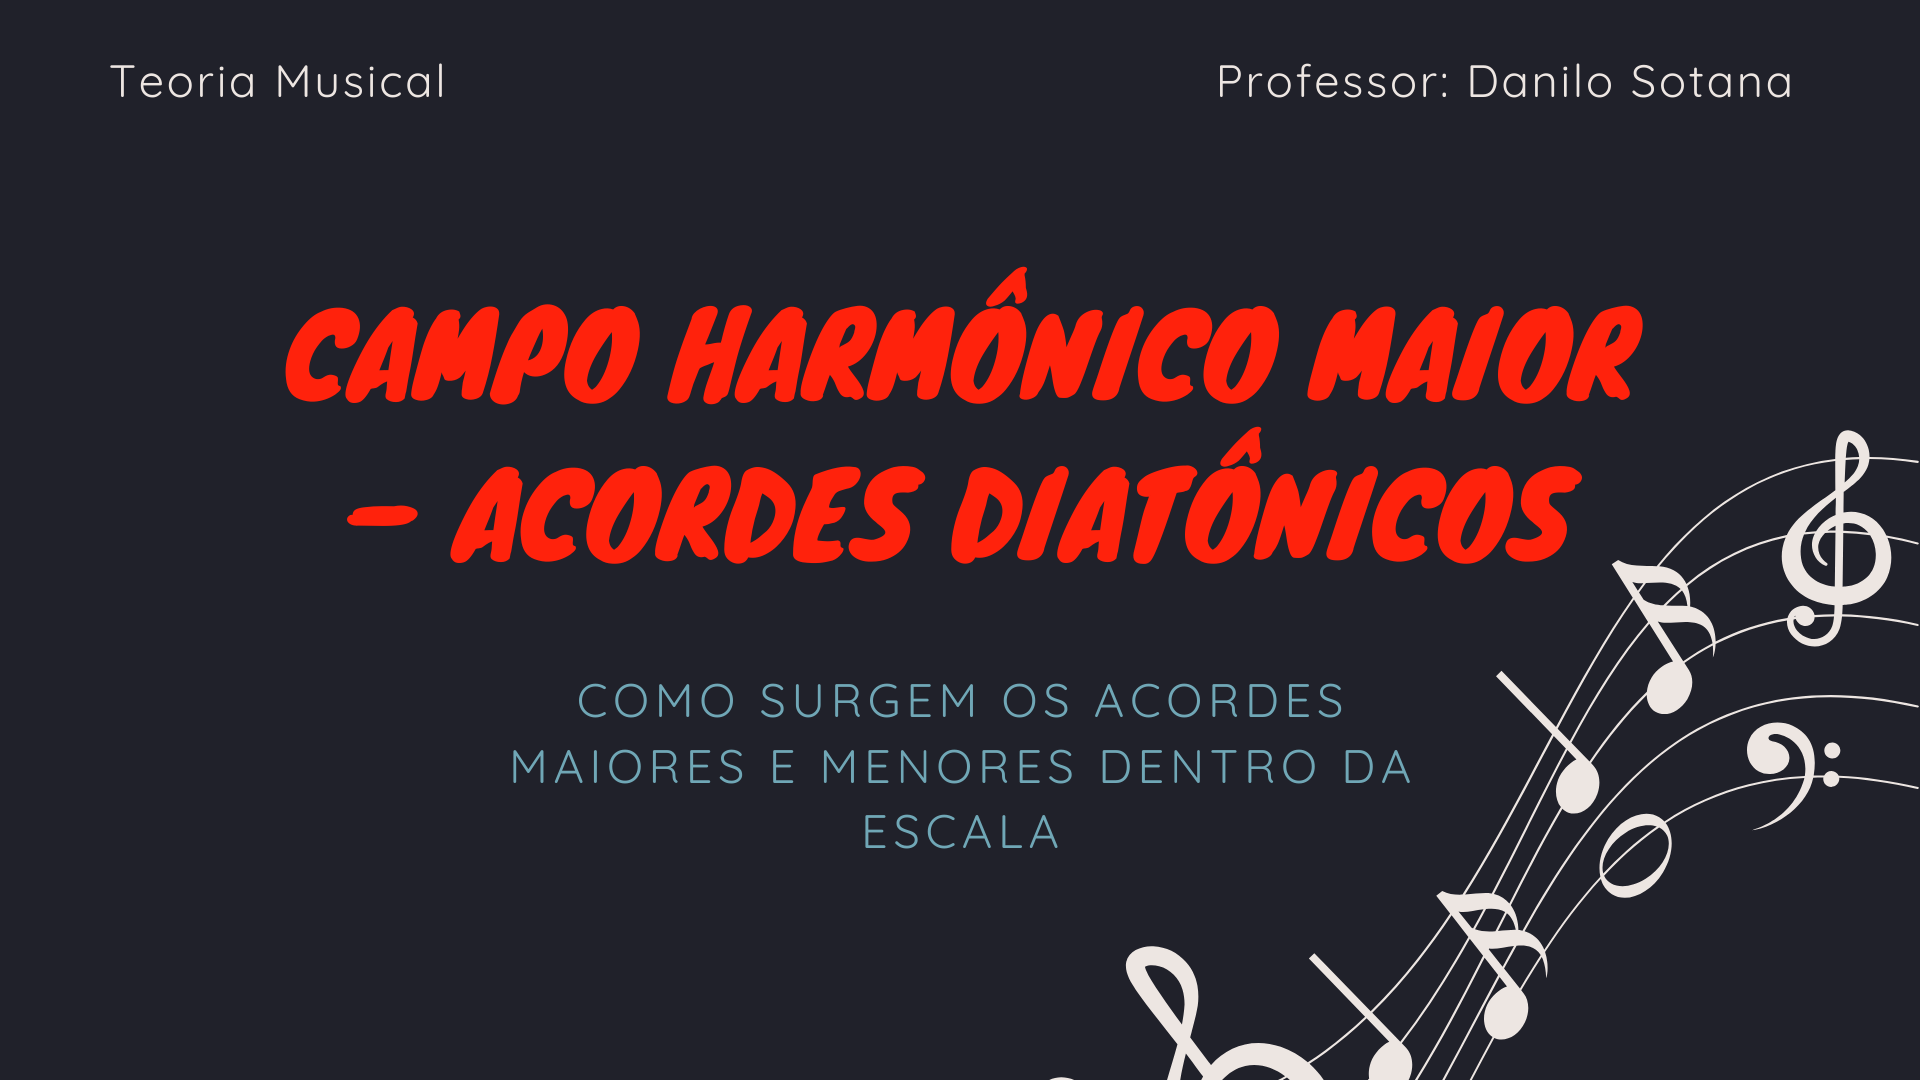 Teoria Musical
Professor: Danilo Sotana
CAMPO HARMÔNICO MAIOR
– ACORDES DIATÔNICOS
COMO SURGEM OS ACORDES
MAIORES E MENORES DENTRO DA
ESCALA